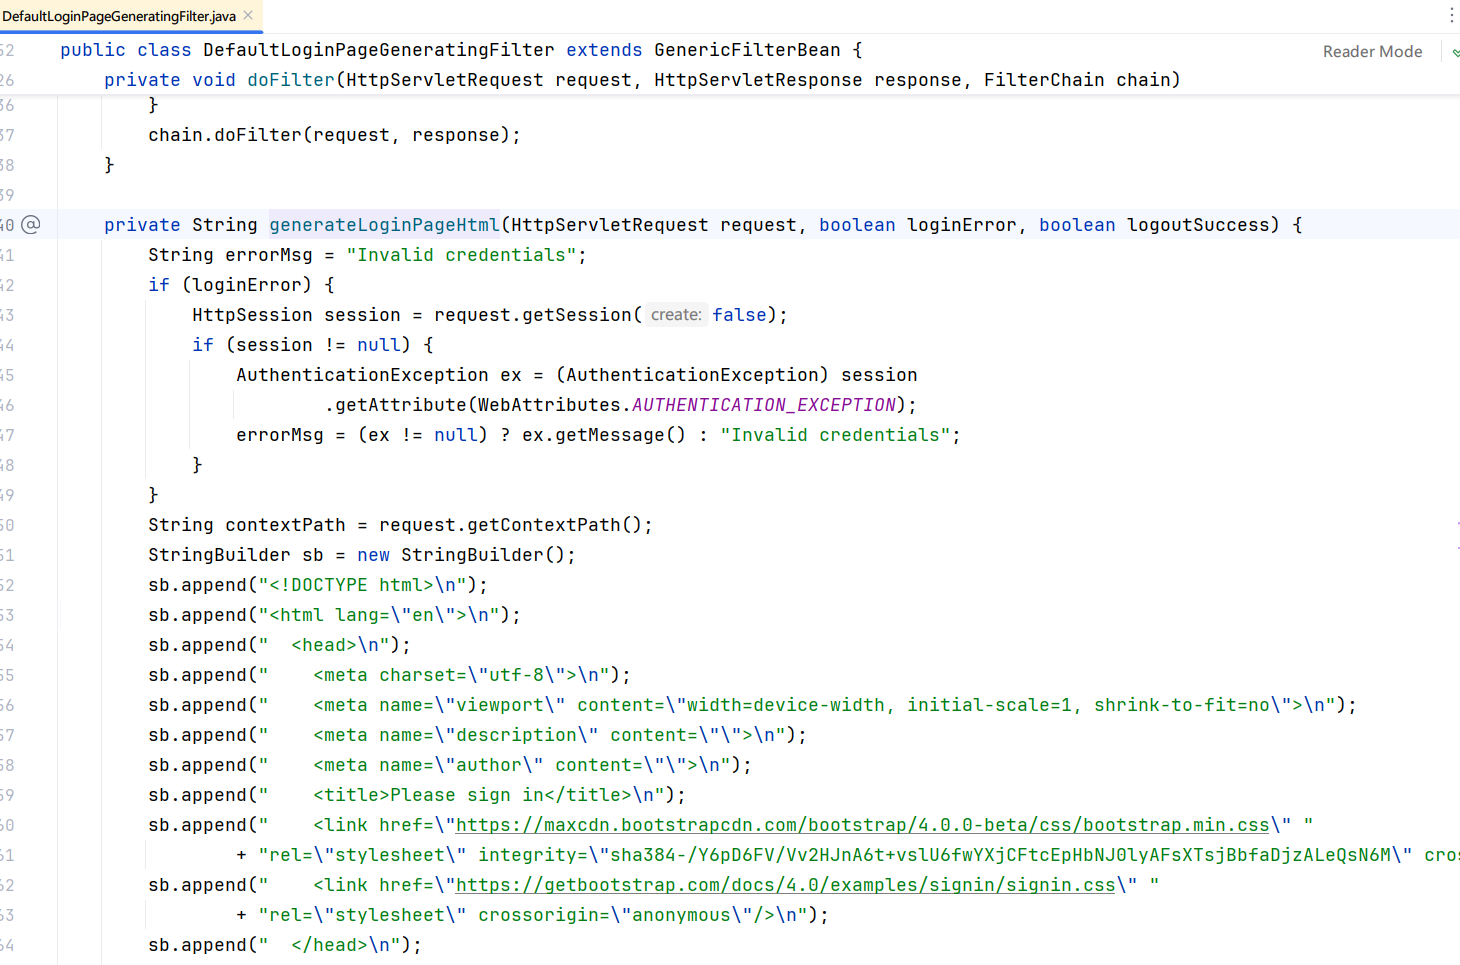 DefaultLoginPageGeneratingFilter.java
52 public class DefaultLoginPageGeneratingFilter extends GenericFilterBean {
Reader Mode
26 private void doFilter(HttpServletRequest request, HttpServletResponse response, FilterChain chain)
36 }
37 chain.doFilter(request, response);
38 }
39
40 @ private String generateLoginPageHtml(HttpServletRequest request, boolean loginError, boolean logoutSuccess) {
41 String errorMsg = "Invalid credentials";
42 if (loginError) {
43 HttpSession session = request.getSession( create: false);
44 if (session != null) {
45 AuthenticationException ex = (AuthenticationException) session
46 .getAttribute(WebAttributes.AUTHENTICATION_EXCEPTION);
47 errorMsg = (ex != null) ? ex.getMessage() : "Invalid credentials";
48 }
49 }
50 String contextPath = request.getContextPath();
51 StringBuilder sb = new StringBuilder();
52 sb.append("<!DOCTYPE html>\n");
53 sb.append("<html lang=\"en\">\n");
54 sb.append("  <head>\n");
55 sb.append("    <meta charset=\"utf-8\">\n");
56 sb.append("    <meta name=\"viewport\" content=\"width=device-width, initial-scale=1, shrink-to-fit=no\">\n");
57 sb.append("    <meta name=\"description\" content=\"\">\n");
58 sb.append("    <meta name=\"author\" content=\"\">\n");
59 sb.append("    <title>Please sign in</title>\n");
60 sb.append("    <link href=\"https://maxcdn.bootstrapcdn.com/bootstrap/4.0.0-beta/css/bootstrap.min.css\" "
61 + "rel=\"stylesheet\" integrity=\"sha384-/Y6pD6FV/Vv2HJnA6t+vslU6fwYXjCFtcEpHbNJ0lyAFsXTsjBbfaDjzALeQsN6M\" cros
62 sb.append("    <link href=\"https://getbootstrap.com/docs/4.0/examples/signin/signin.css\" "
63 + "rel=\"stylesheet\" crossorigin=\"anonymous\"/>\n");
64 sb.append("  </head>\n");